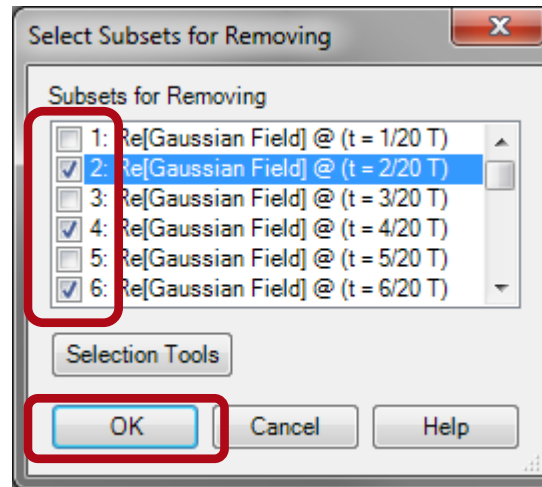 Select Subsets for Removing
Subsets for Removing
1: Re[Gaussian Field] @ (t = 1/20 T)
2: Re[Gaussian Field] @ (t = 2/20 T)
3: Re[Gaussian Field] @ (t = 3/20 T)
4: Re[Gaussian Field] @ (t = 4/20 T)
5: Re[Gaussian Field] @ (t = 5/20 T)
6: Re[Gaussian Field] @ (t = 6/20 T)
Selection Tools
OK Cancel Help